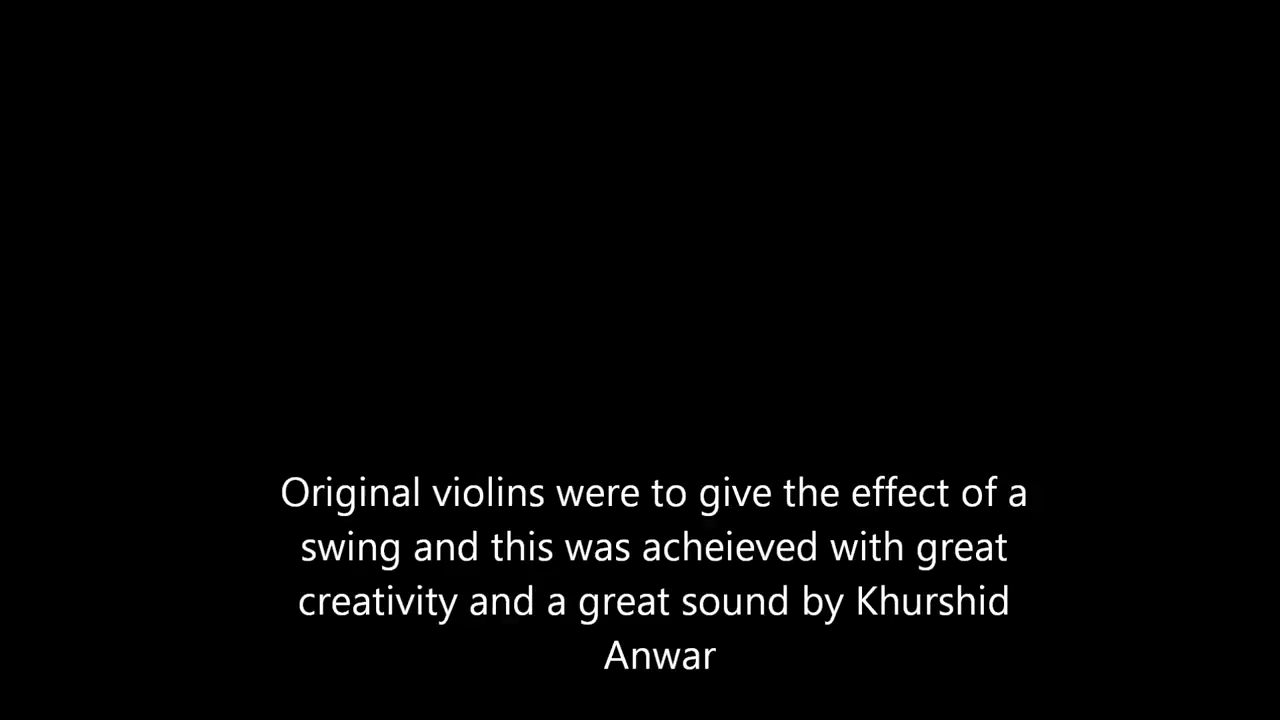 Original violins were to give the effect of a
swing and this was acheieved with great
creativity and a great sound by Khurshid
Anwar